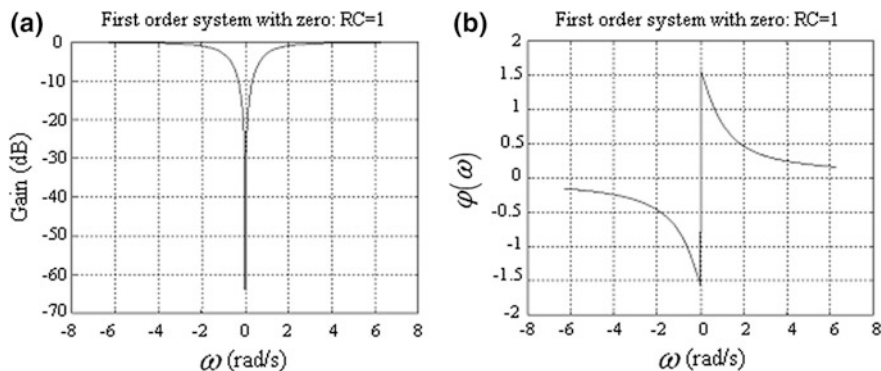 (a)
First order system with zero: RC=1
Gain (dB)
0
-10
-20
-30
-40
-50
-60
-70
-8 -6 -4 -2 0 2 4 6 8
ω (rad/s)
(b)
First order system with zero: RC=1
φ(ω)
2
1.5
1
0.5
0
-0.5
-1
-1.5
-2
-8 -6 -4 -2 0 2 4 6 8
ω (rad/s)